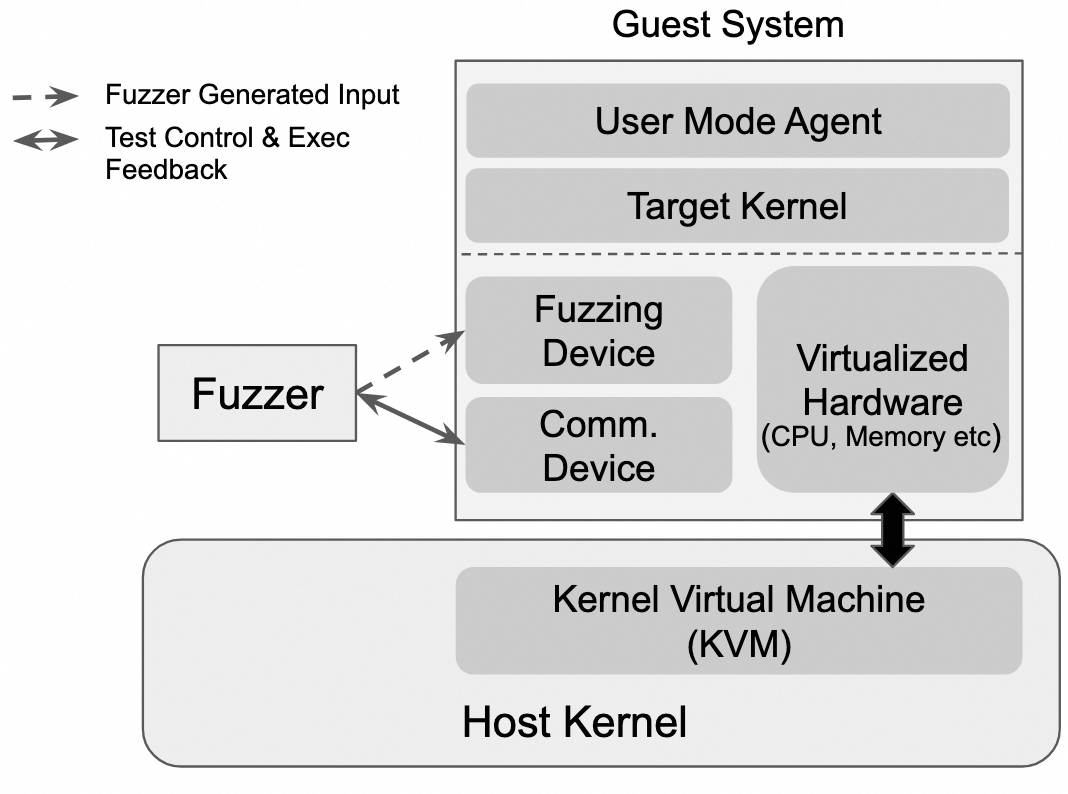 Guest System
Fuzzer Generated Input
Test Control & Exec
Feedback
User Mode Agent
Target Kernel
Fuzzing
Device
Virtualized
Hardware
(CPU, Memory etc)
Fuzzer
Comm.
Device
Kernel Virtual Machine
(KVM)
Host Kernel